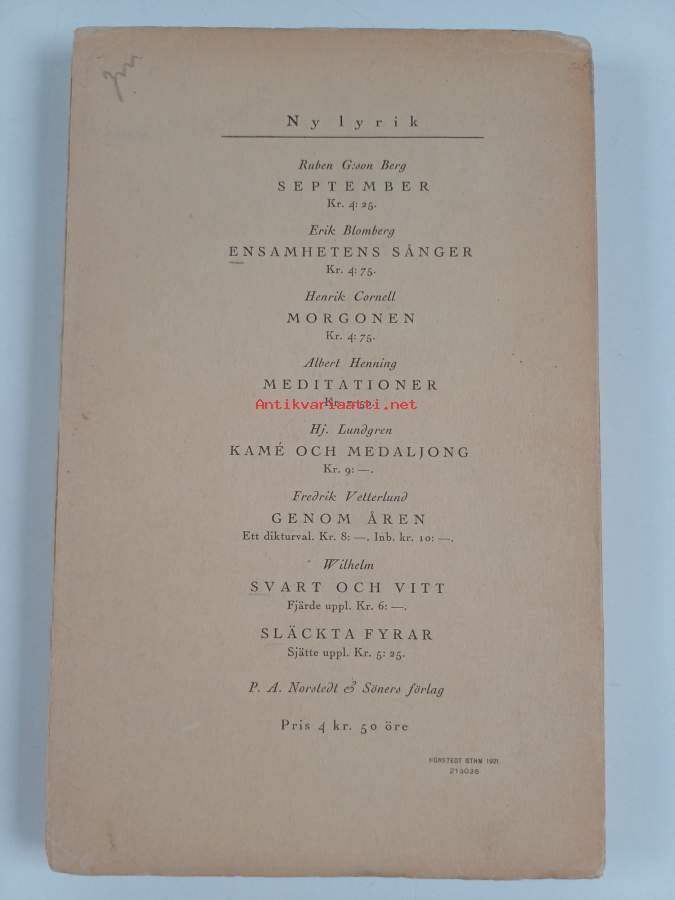 Ny lyrik
Ruben G:son Berg
SEPTEMBER
Kr. 4: 25.
Erik Blomberg
ENSAMHETENS SÅNGER
Kr. 4: 75.
Henrik Cornell
MORGONEN
Kr. 4: 75.
Albert Henning
MEDITATIONER
Kr.
Antikvariaatti.net
Hj. Lundgren
KAMÉ OCH MEDALJONG
Kr. 9: —.
Fredrik Vetterlund
GENOM ÅREN
Ett dikturval. Kr. 8: —. Inb. kr. 10: —.
Wilhelm
SVART OCH VITT
Fjärde uppl. Kr. 6: —.
SLÄCKTA FYRAR
Sjätte uppl. Kr. 5: 25.
P. A. Norstedt & Söners förlag
Pris 4 kr. 50 öre
NORSTEDT STHM 1921
213038